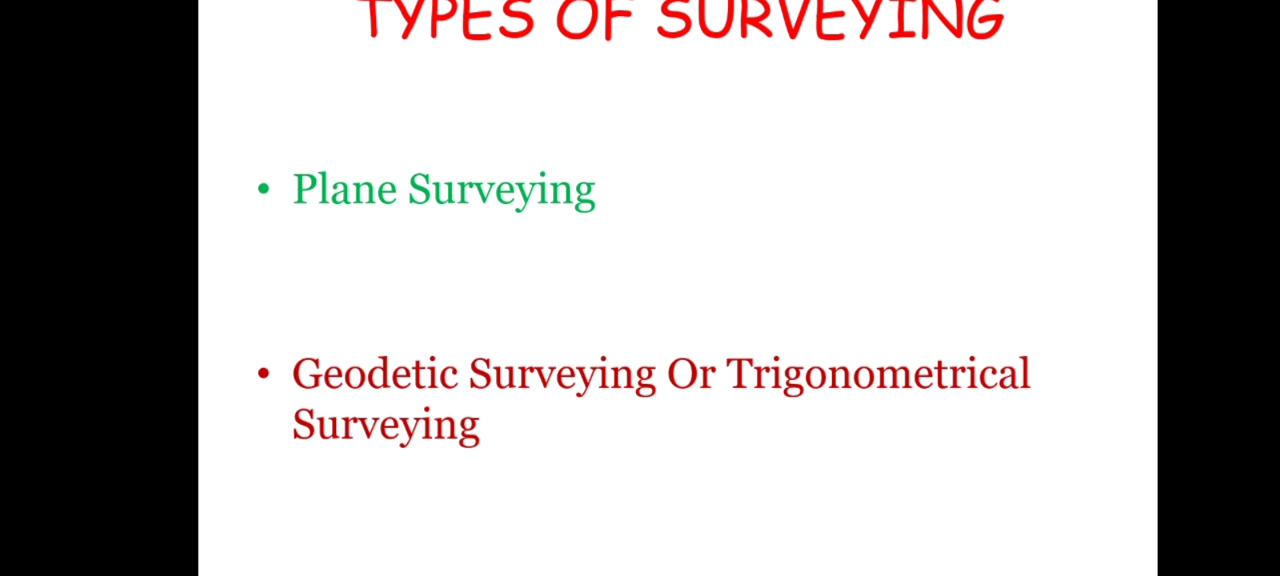 TYPES OF SURVEYING
• Plane Surveying
• Geodetic Surveying Or Trigonometrical
Surveying